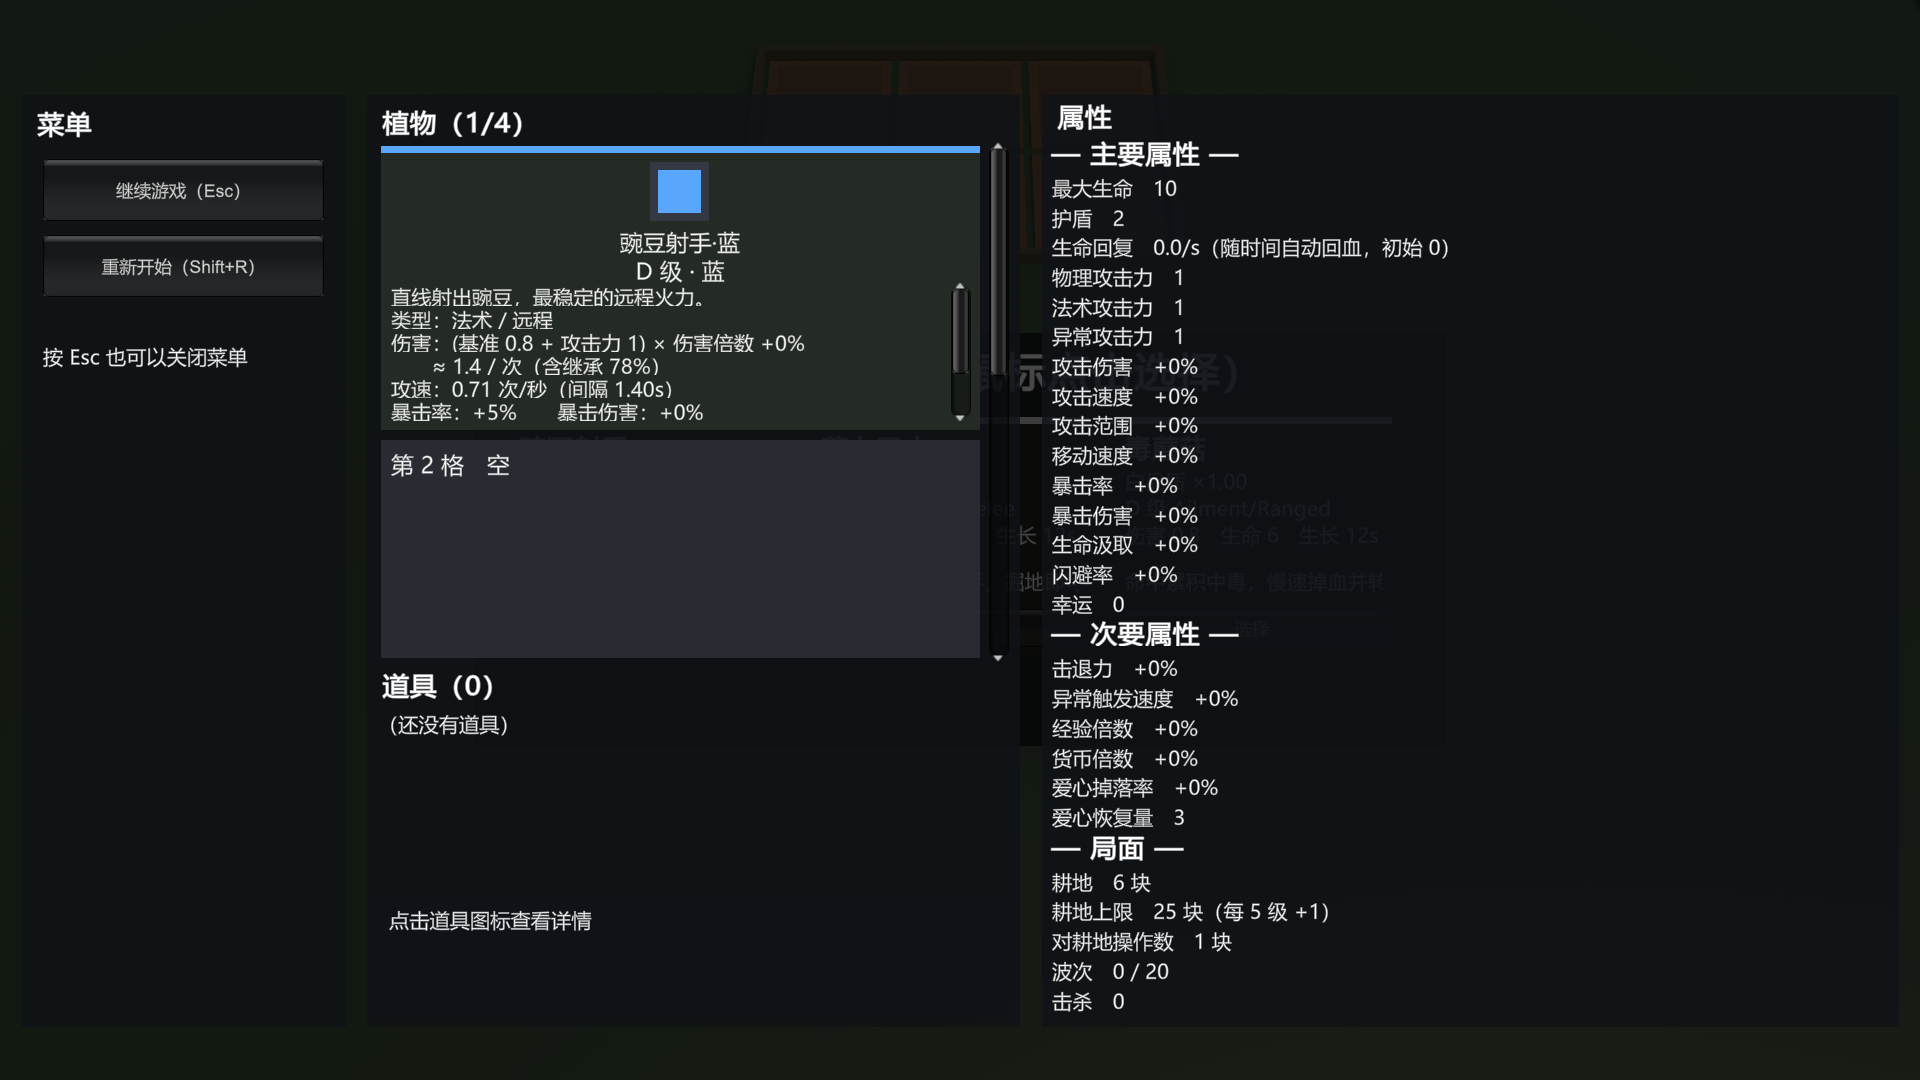 菜单
继续游戏（Esc）
重新开始（Shift+R）
按 Esc 也可以关闭菜单
植物（1/4）
豌豆射手·蓝
D 级 · 蓝
直线射出豌豆，最稳定的远程火力。
类型：法术 / 远程
伤害：(基准 0.8 + 攻击力 1) × 伤害倍数 +0%
≈ 1.4 / 次（含继承 78%）
攻速：0.71 次/秒（间隔 1.40s）
暴击率：+5%　暴击伤害：+0%
第 2 格　空
道具（0）
（还没有道具）
点击道具图标查看详情
属性
— 主要属性 —
最大生命　10
护盾　2
生命回复　0.0/s（随时间自动回血，初始 0）
物理攻击力　1
法术攻击力　1
异常攻击力　1
攻击伤害　+0%
攻击速度　+0%
攻击范围　+0%
移动速度　+0%
暴击率　+0%
暴击伤害　+0%
生命汲取　+0%
闪避率　+0%
幸运　0
— 次要属性 —
击退力　+0%
异常触发速度　+0%
经验倍数　+0%
货币倍数　+0%
爱心掉落率　+0%
爱心恢复量　3
— 局面 —
耕地　6 块
耕地上限　25 块（每 5 级 +1）
对耕地操作数　1 块
波次　0 / 20
击杀　0
选择）
×1.00
ment/Ranged
生命 6　生长 12s
选择